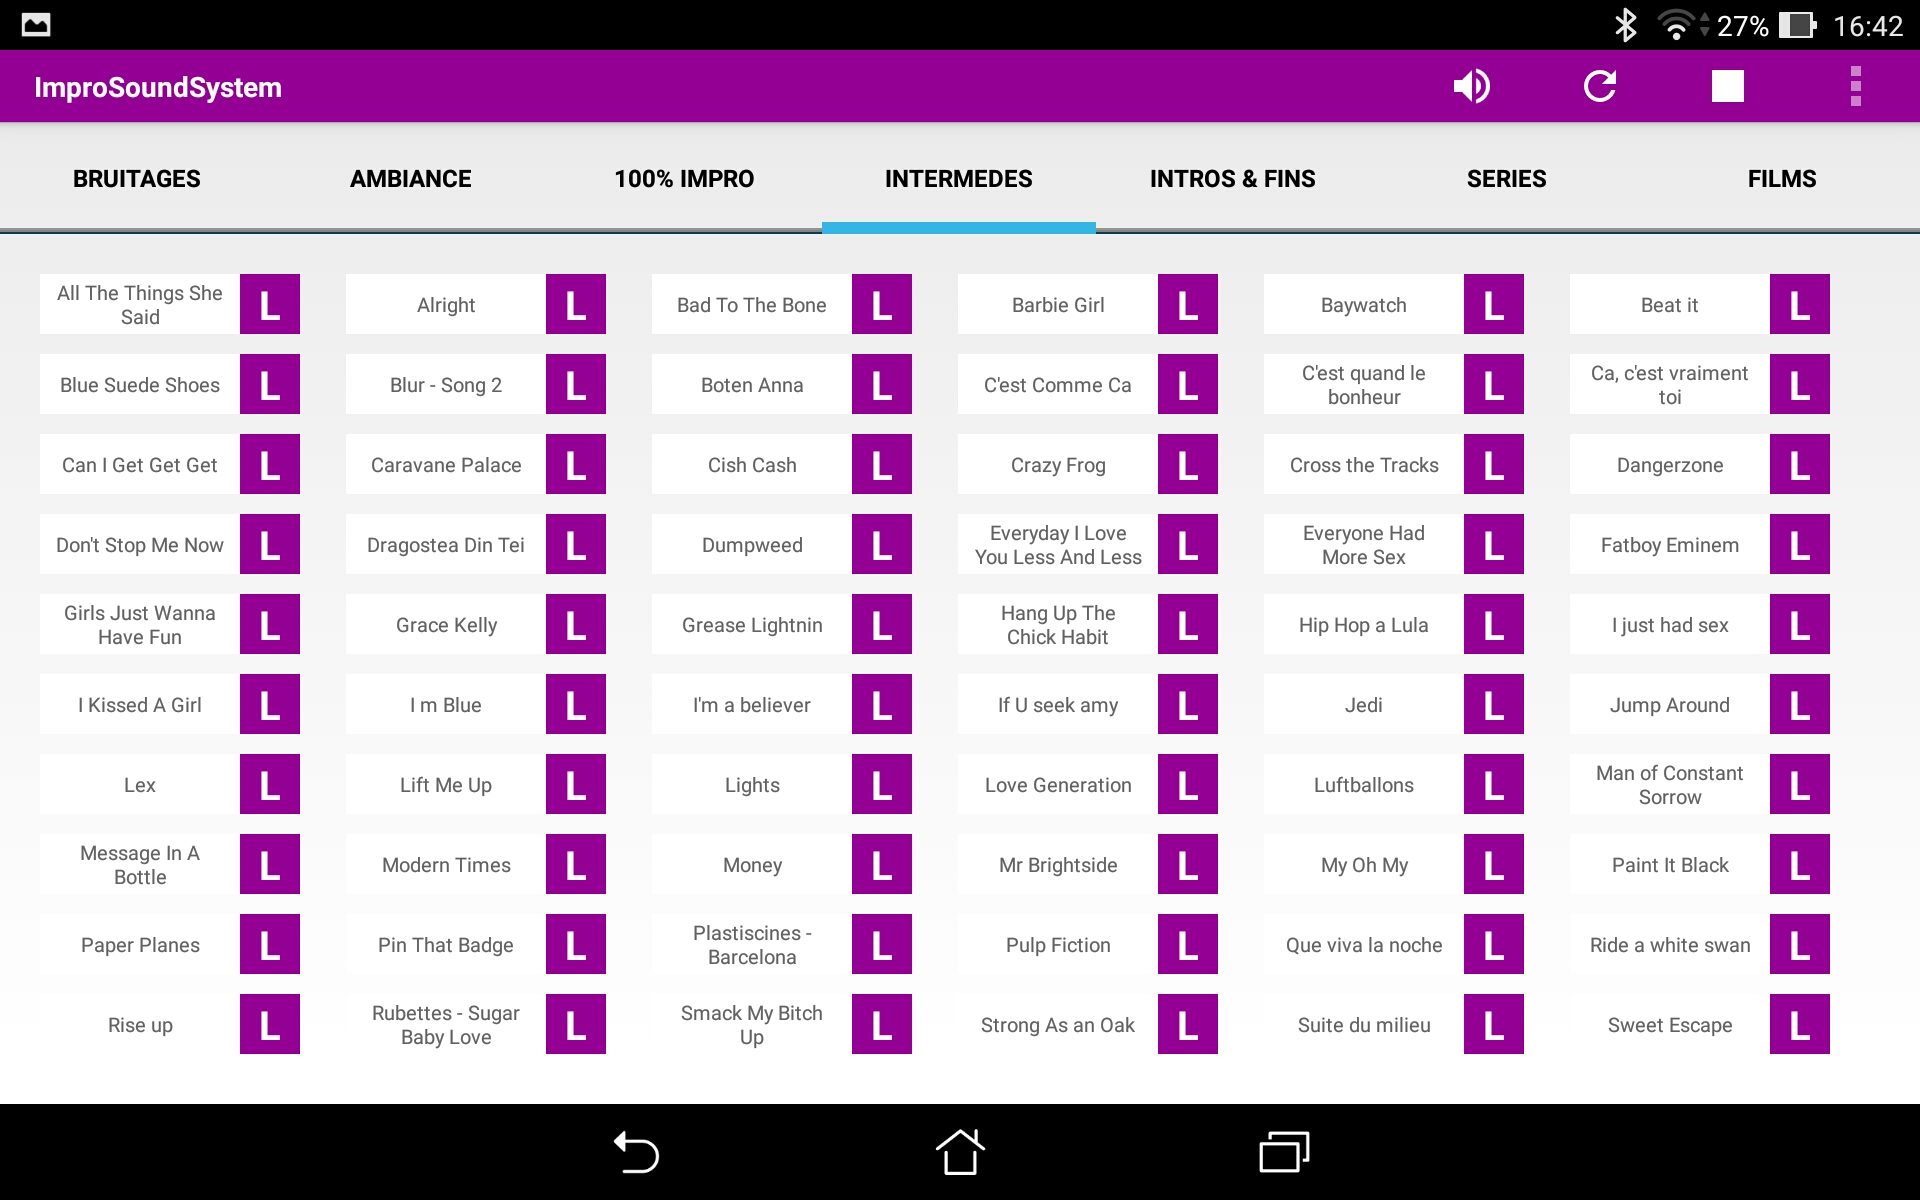 27% 16:42
ImproSoundSystem
BRUITAGES AMBIANCE 100% IMPRO INTERMEDES INTROS & FINS SERIES FILMS
All The Things She
Said
L
Alright L
Bad To The Bone L
Barbie Girl L
Baywatch L
Beat it L
Blue Suede Shoes L
Blur - Song 2 L
Boten Anna L
C'est Comme Ca L
C'est quand le
bonheur
L
Ca, c'est vraiment
toi
L
Can I Get Get Get L
Caravane Palace L
Cish Cash L
Crazy Frog L
Cross the Tracks L
Dangerzone L
Don't Stop Me Now L
Dragostea Din Tei L
Dumpweed L
Everyday I Love
You Less And Less
L
Everyone Had
More Sex
L
Fatboy Eminem L
Girls Just Wanna
Have Fun
L
Grace Kelly L
Grease Lightnin L
Hang Up The
Chick Habit
L
Hip Hop a Lula L
I just had sex L
I Kissed A Girl L
I m Blue L
I'm a believer L
If U seek amy L
Jedi L
Jump Around L
Lex L
Lift Me Up L
Lights L
Love Generation L
Luftballons L
Man of Constant
Sorrow
L
Message In A
Bottle
L
Modern Times L
Money L
Mr Brightside L
My Oh My L
Paint It Black L
Paper Planes L
Pin That Badge L
Plastiscines -
Barcelona
L
Pulp Fiction L
Que viva la noche L
Ride a white swan L
Rise up L
Rubettes - Sugar
Baby Love
L
Smack My Bitch
Up
L
Strong As an Oak L
Suite du milieu L
Sweet Escape L